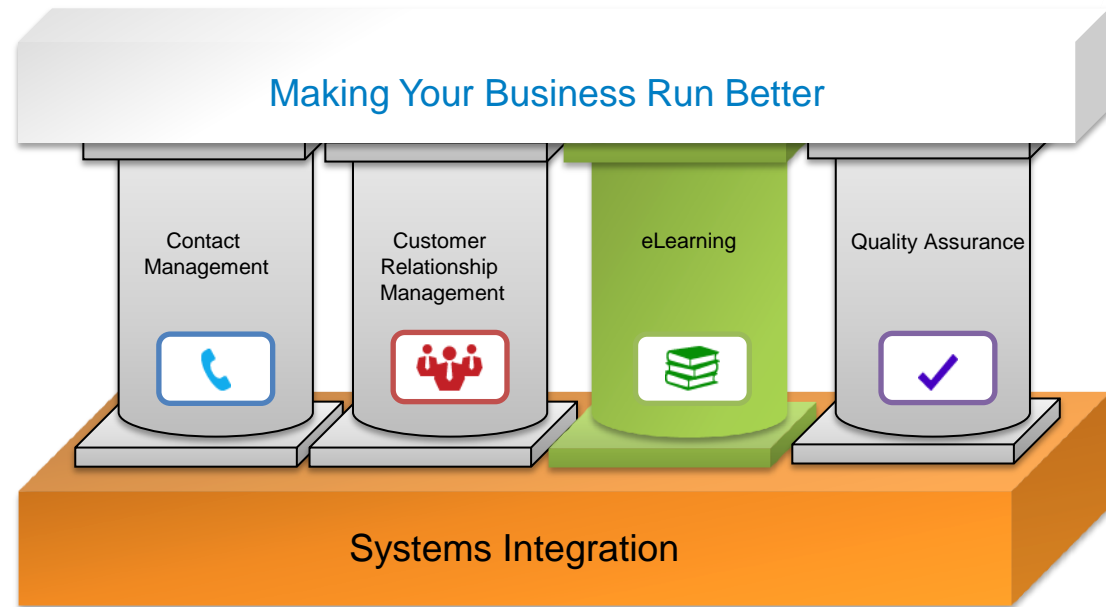 Making Your Business Run Better
Contact
Management
Customer
Relationship
Management
eLearning
Quality Assurance
Systems Integration